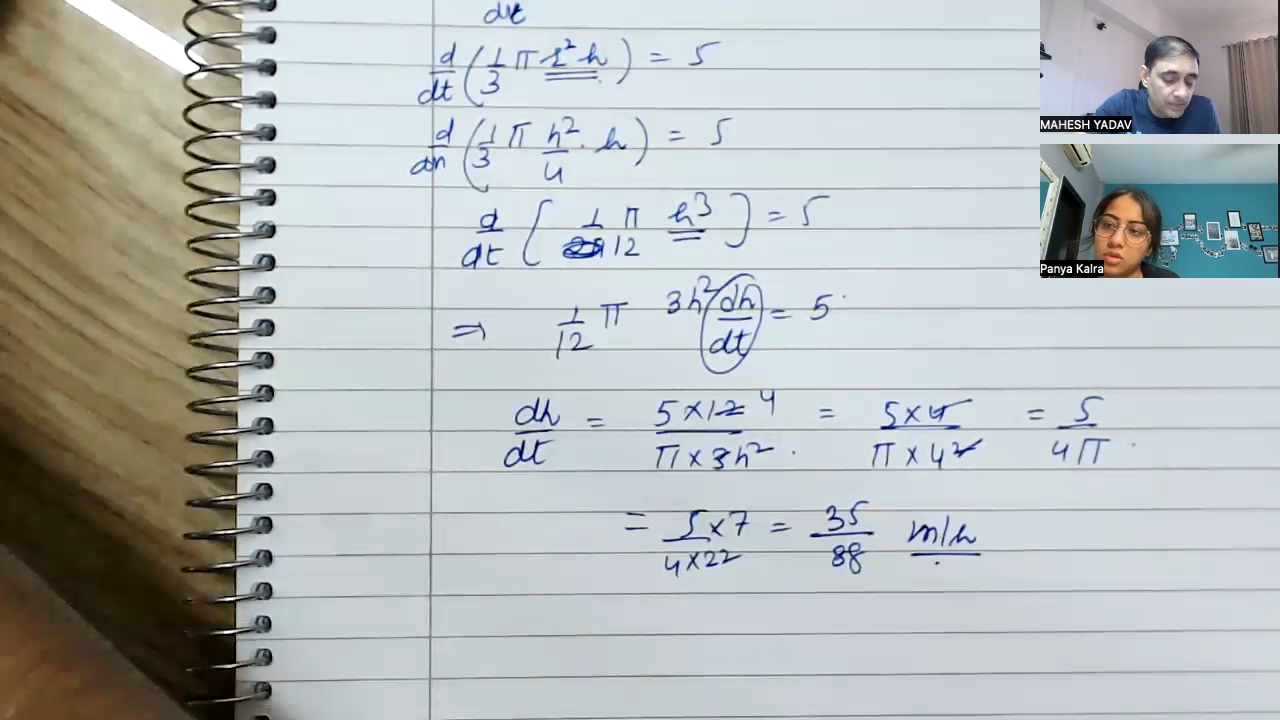 dt
d/dt (1/3 π r² h) = 5
d/dh (1/3 π h²/4 . h) = 5
d/dt [ 1/12 π h³ ] = 5
⇒ 1/12 π 3h² dh/dt = 5
dh/dt = 5×12 4/π×3h² = 5×4/π×4² = 5/4π
= 5×7/4×22 = 35/88 m/h
MAHESH YADAV
Panya Kalra